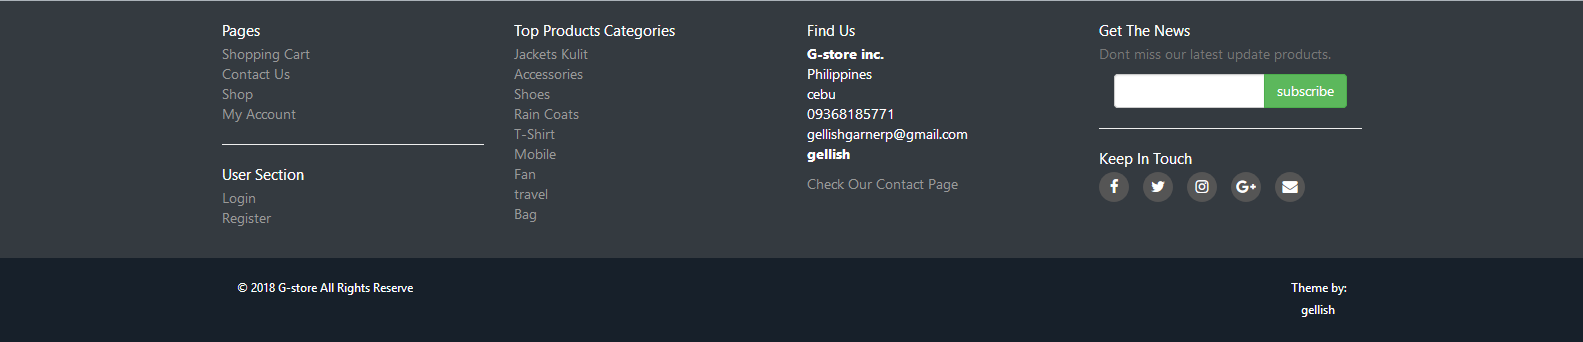 Pages
Shopping Cart
Contact Us
Shop
My Account
User Section
Login
Register
Top Products Categories
Jackets Kulit
Accessories
Shoes
Rain Coats
T-Shirt
Mobile
Fan
travel
Bag
Find Us
G-store inc.
Philippines
cebu
09368185771
gellishgarnerp@gmail.com
gellish
Check Our Contact Page
Get The News
Dont miss our latest update products.
subscribe
Keep In Touch
© 2018 G-store All Rights Reserve
Theme by:
gellish